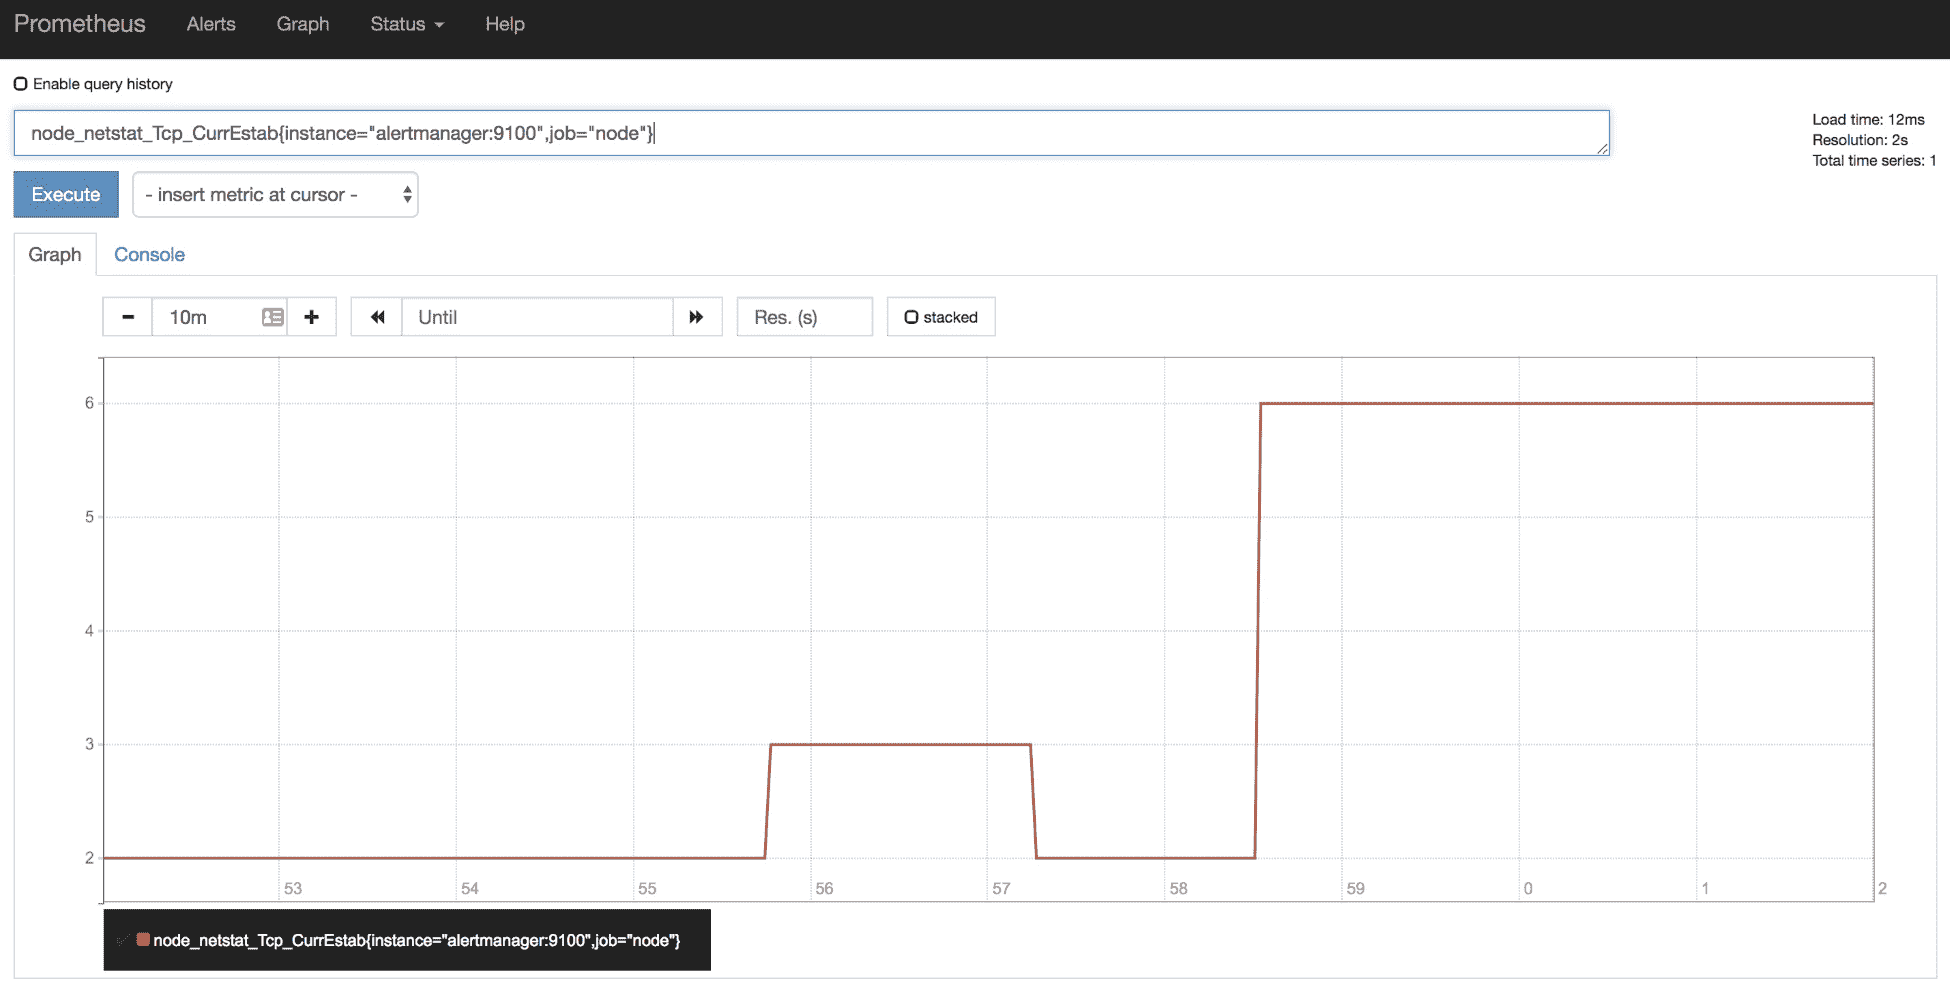 Prometheus Alerts Graph Status Help
Enable query history
node_netstat_Tcp_CurrEstab{instance="alertmanager:9100",job="node"}
Load time: 12ms
Resolution: 2s
Total time series: 1
Execute - insert metric at cursor -
Graph Console
10m Until Res. (s) stacked
6
5
4
3
2
53 54 55 56 57 58 59 0 1 2
node_netstat_Tcp_CurrEstab{instance="alertmanager:9100",job="node"}